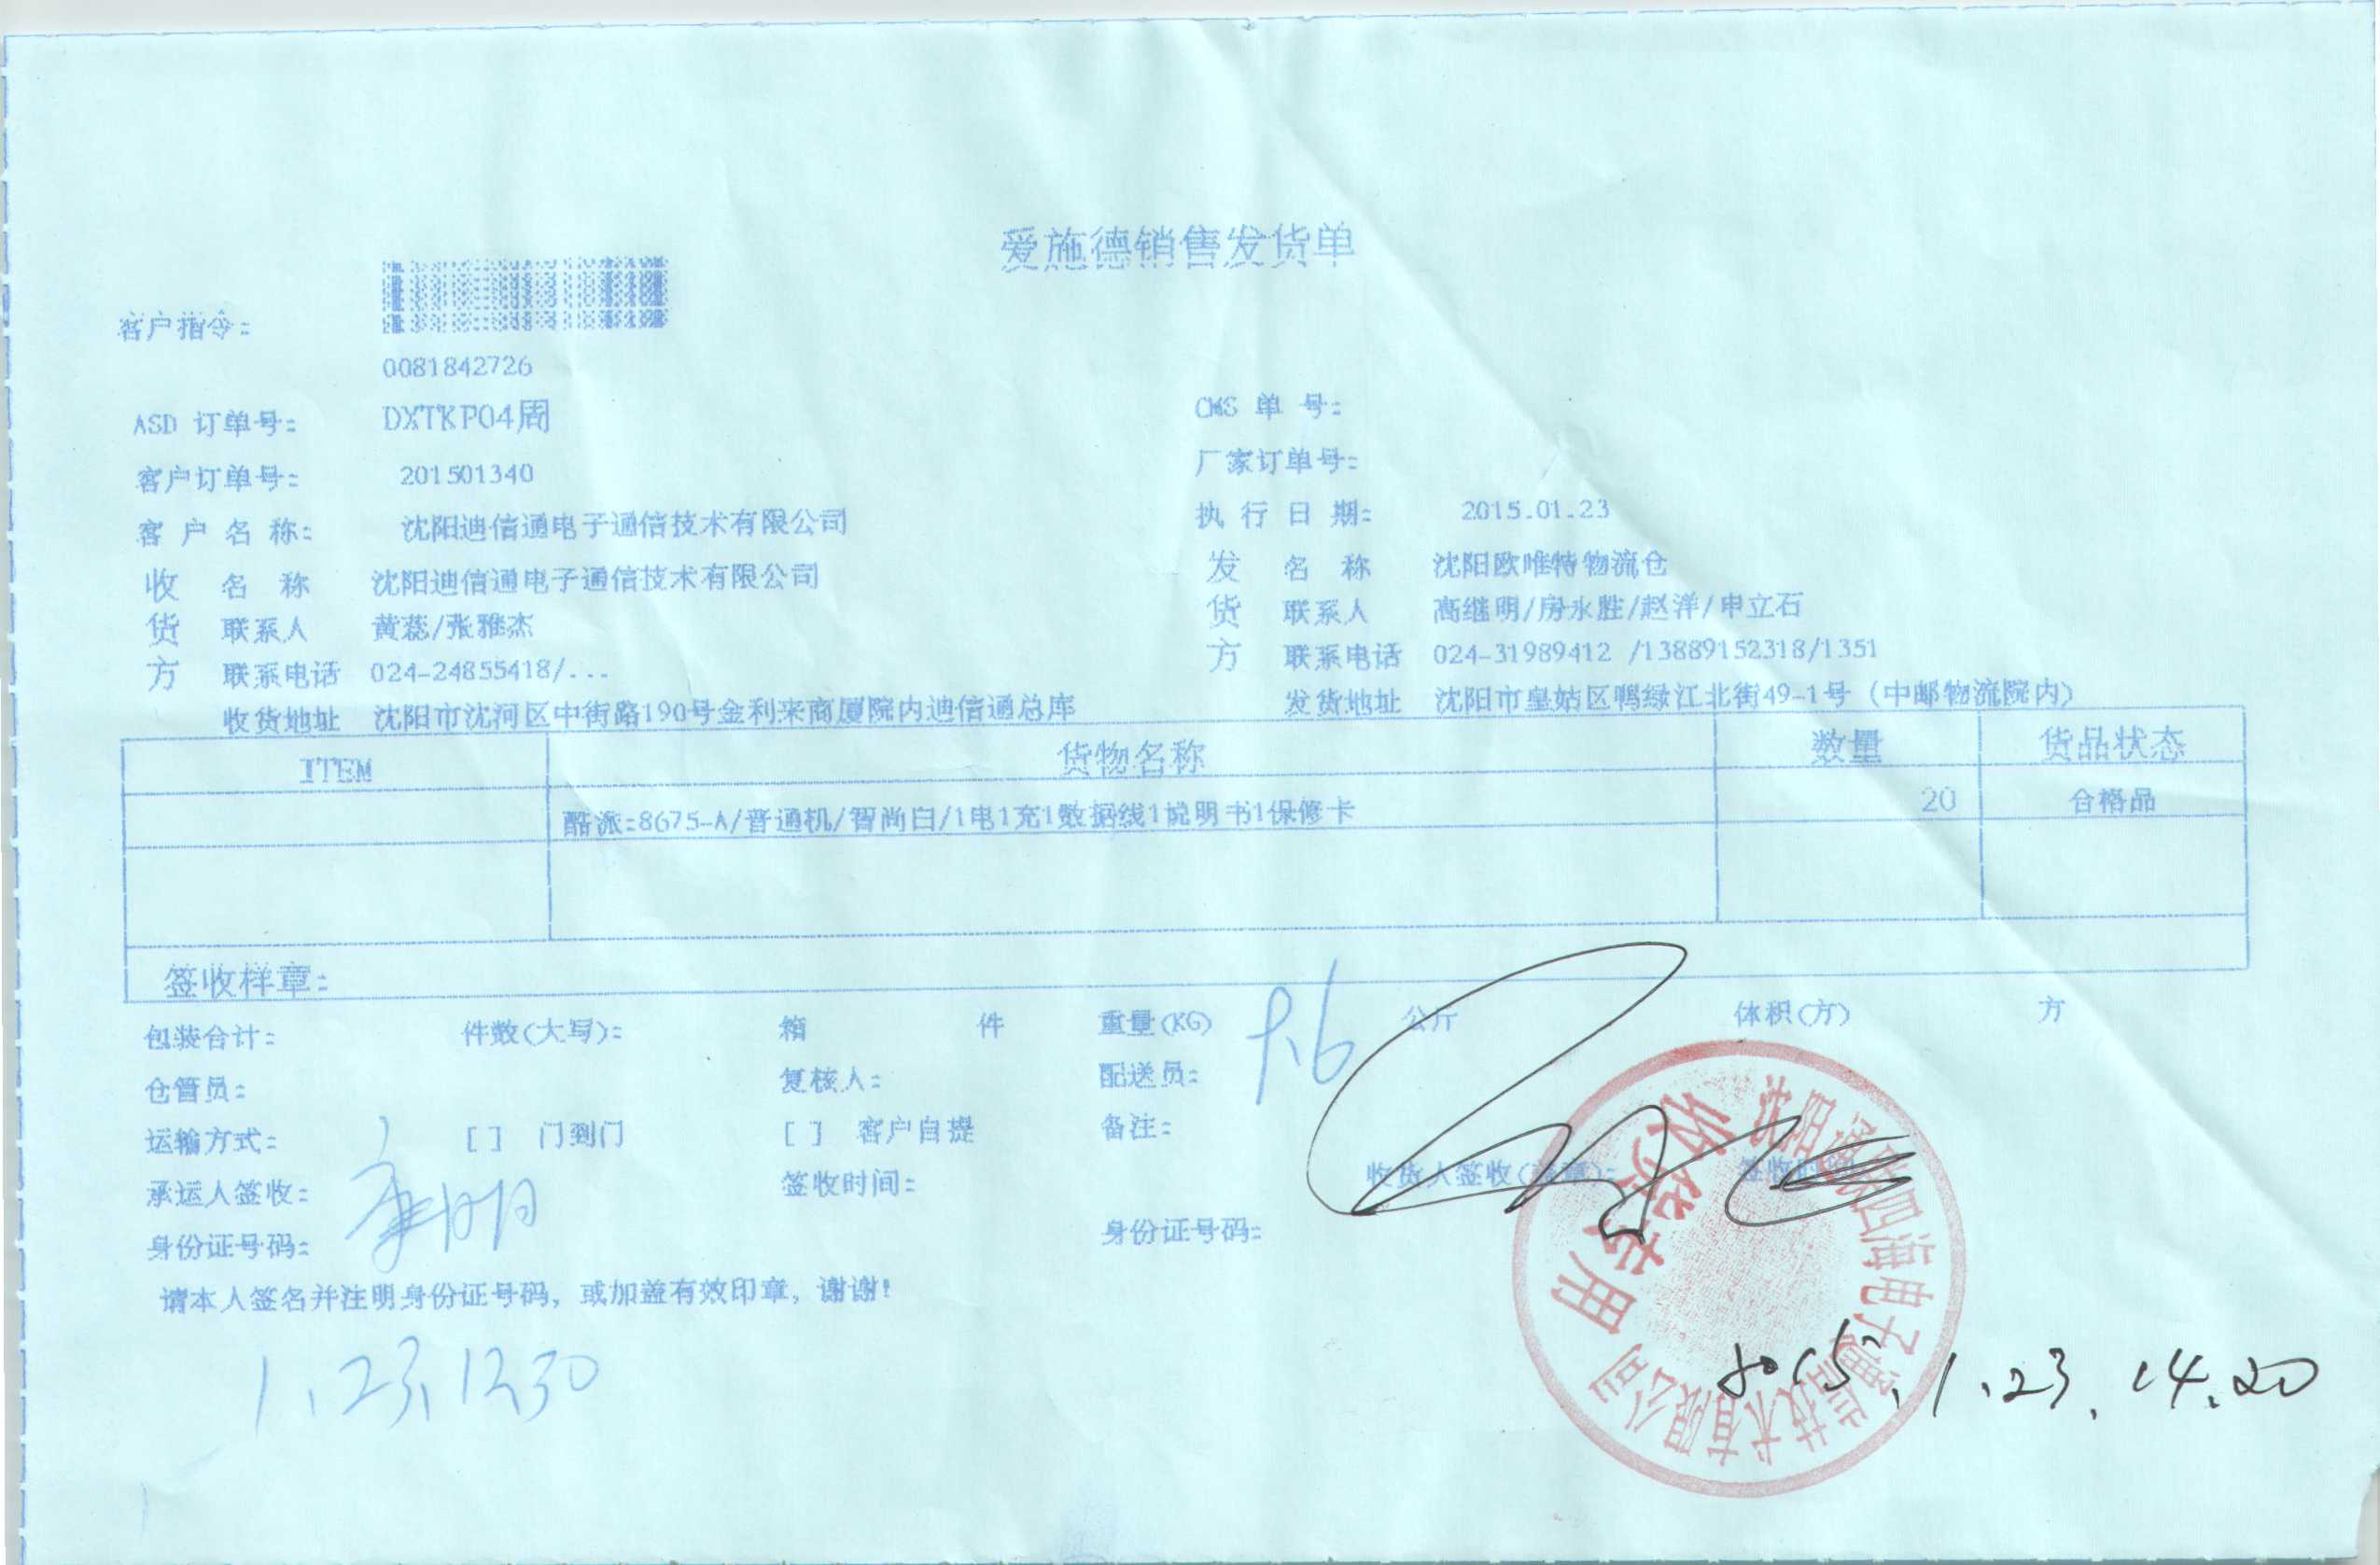 爱施德销售发货单
客户指令:
0081842726
ASD 订单号: DXTKP04周 CMS 单 号:
客户订单号: 201501340 厂家订单号:
客 户 名 称: 沈阳迪信通电子通信技术有限公司 执 行 日 期: 2015.01.23
收 名 称 沈阳迪信通电子通信技术有限公司 发 名 称 沈阳欧唯特物流仓
货 联系人 黄蕊/张雅杰 货 联系人 高继明/房永胜/赵洋/申立石
方 联系电话 024-24855418/... 方 联系电话 024-31989412 /13889152318/1351
收货地址 沈阳市沈河区中街路190号金利来商厦院内迪信通总库 发货地址 沈阳市皇姑区鸭绿江北街49-1号（中邮物流院内）
ITEM 货物名称 数量 货品状态
酷派:8675-A/普通机/智尚白/1电1充1数据线1说明书1保修卡 20 合格品
签收样章:
包装合计: 件数(大写): 箱 件 重量(KG) 公斤 体积(方) 方
仓管员: 复核人: 配送员:
运输方式: [ ] 门到门 [ ] 客户自提 备注:
承运人签收: 签收时间: 收货人签收(盖章): 签收时间
身份证号码: 身份证号码:
请本人签名并注明身份证号码，或加盖有效印章，谢谢!
收货专用
1.23.1230
2015.1.23.14.20